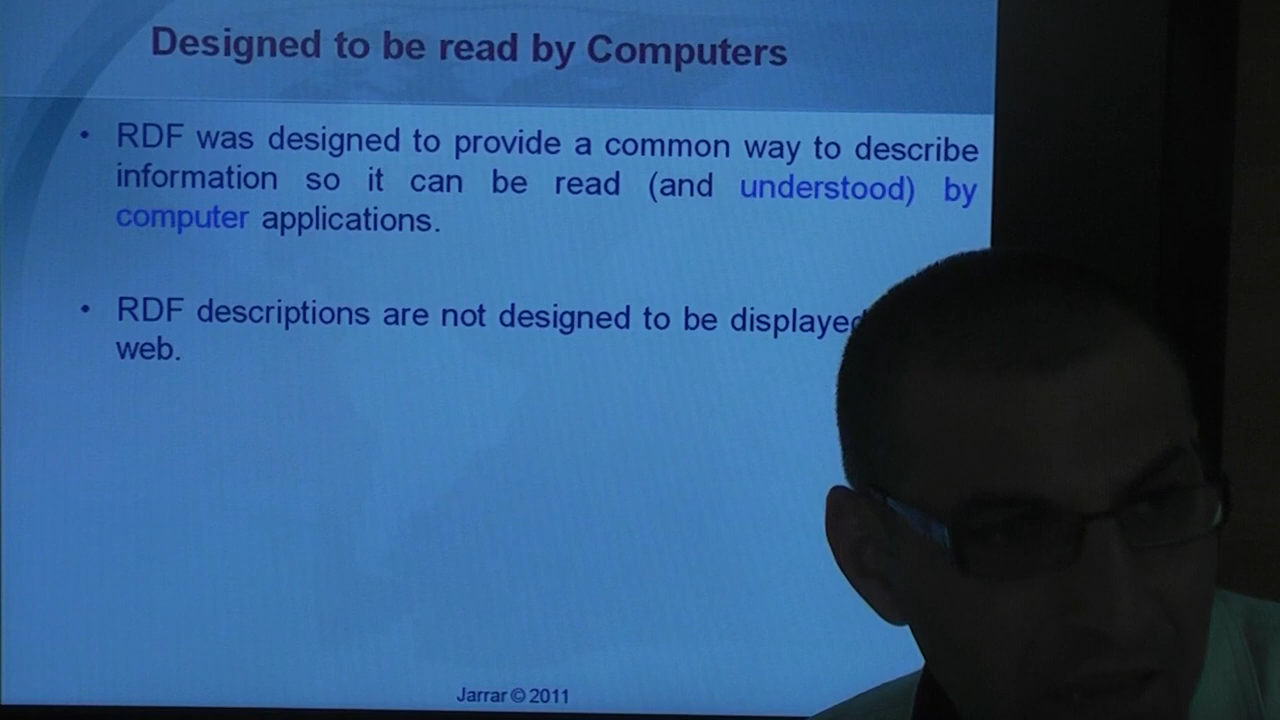 Designed to be read by Computers
• RDF was designed to provide a common way to describe
information so it can be read (and understood) by
computer applications.
• RDF descriptions are not designed to be displayed
web.
Jarrar © 2011